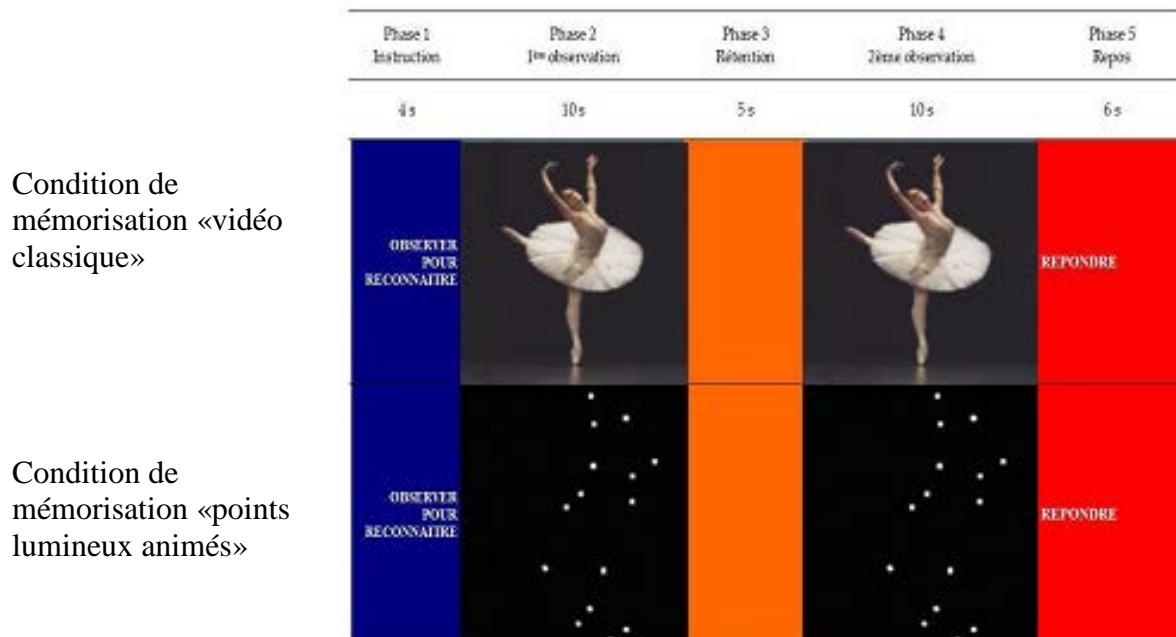 Phase 1
Instruction
Phase 2
1ère observation
Phase 3
Rétention
Phase 4
2ème observation
Phase 5
Repos
4 s
10 s
5 s
10 s
6 s
Condition de
mémorisation «vidéo
classique»
OBSERVER
POUR
RECONNAITRE
REPONDRE
Condition de
mémorisation «points
lumineux animés»
OBSERVER
POUR
RECONNAITRE
REPONDRE